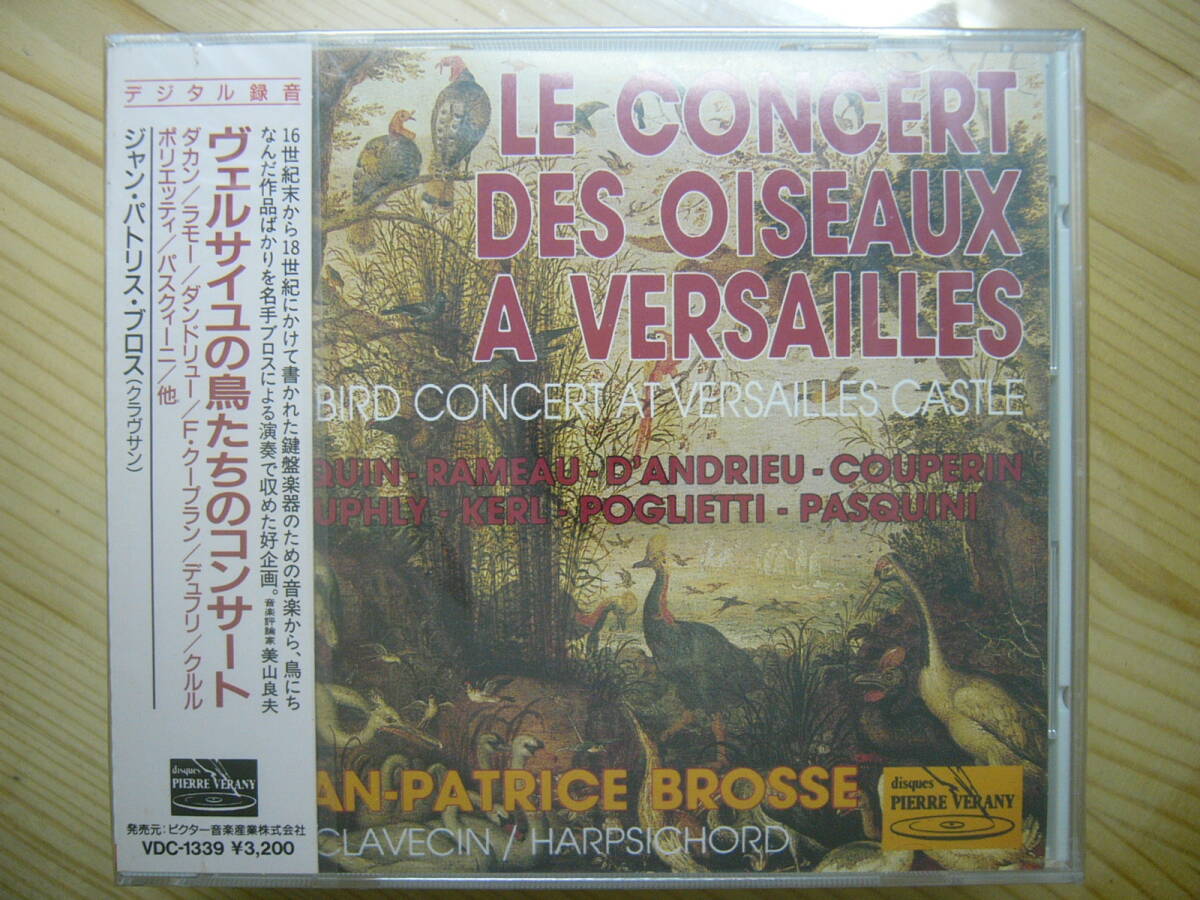 デジタル録音
16世紀末から18世紀にかけて書かれた鍵盤楽器のための音楽から、鳥にち
なんだ作品ばかりを名手ブロスによる演奏で収めた好企画。音楽評論家 美山良夫
ヴェルサイユの鳥たちのコンサート
ダカン/ラモー/ダンドリュー/F・クープラン/デュフリ/クルル
ポリエッティ/パスクィーニ/他
ジャン・パトリス・ブロス(クラヴサン)
disques
PIERRE VERANY
発売元:ビクター音楽産業株式会社
VDC-1339 ¥3,200
LE CONCERT
DES OISEAUX
A VERSAILLES
BIRD CONCERT AT VERSAILLES CASTLE
QUIN - RAMEAU - D'ANDRIEU - COUPERIN
UPHLY - KERL - POGLIETTI - PASQUINI
AN-PATRICE BROSSE
CLAVECIN / HARPSICHORD
disques
PIERRE VERANY